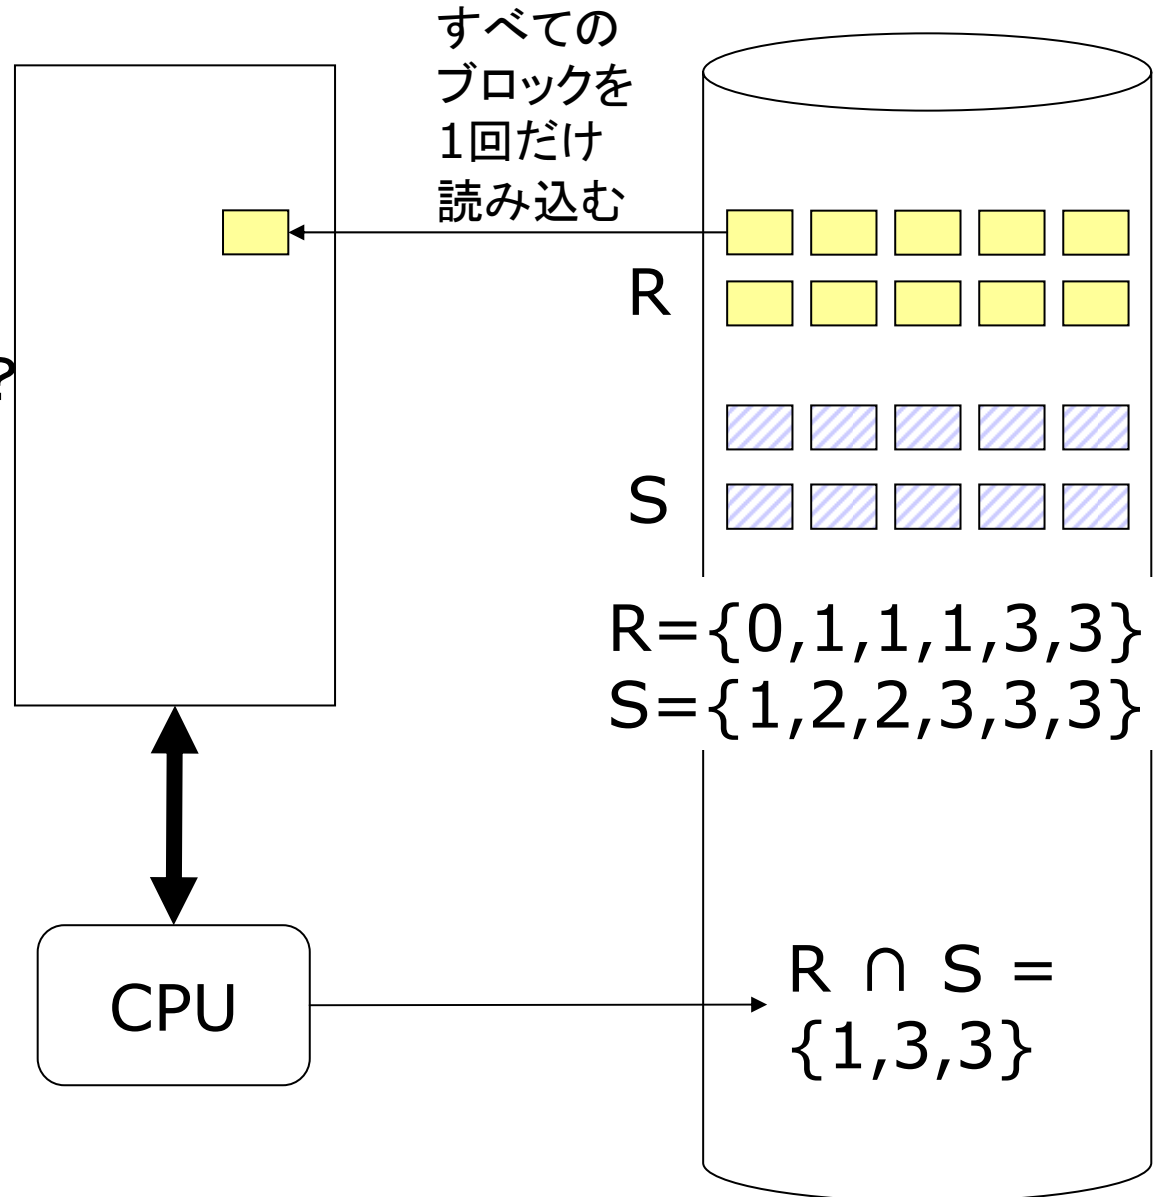 すべての
ブロックを
1回だけ
読み込む
R
?
S
R={0,1,1,1,3,3}
S={1,2,2,3,3,3}
CPU
R ∩ S =
{1,3,3}